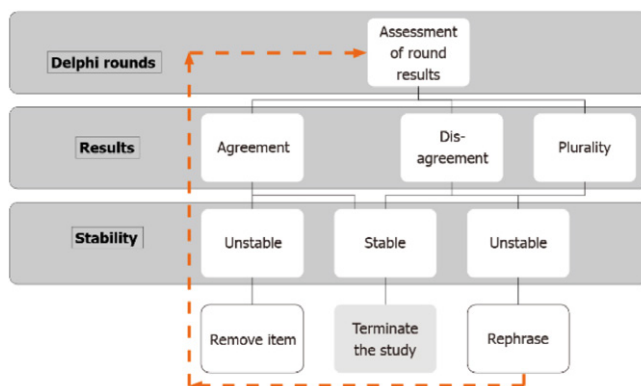 Assessment
of round
results
Delphi rounds
Results
Agreement
Dis-
agreement
Plurality
Stability
Unstable
Stable
Unstable
Remove item
Terminate
the study
Rephrase